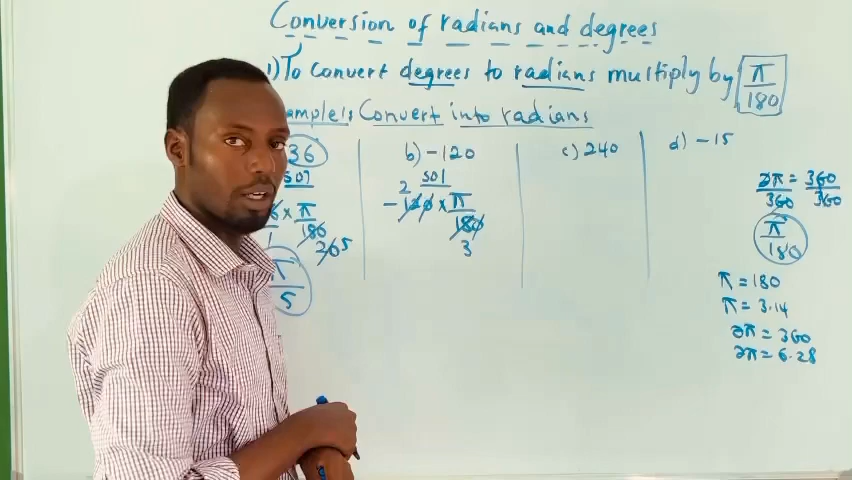 Conversion of radians and degrees
1) To convert degrees to radians multiply by π/180
ample1: Convert into radians
36
b) -120
c) 240
d) -15
sol
sol
× π/180
20 5
π/5
2
- 120 × π/180
3
2π/360 = 360/360
π/180
π = 180
π = 3.14
2π = 360
2π = 6.28